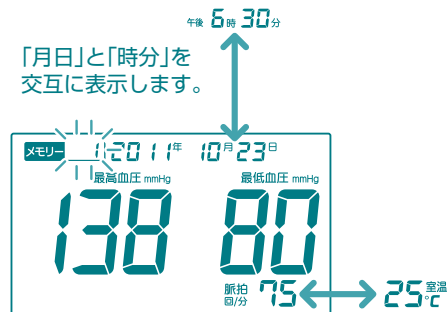 午後 6時30分
「月日」と「時分」を
交互に表示します。
メモリー 1 2011年 10月23日
最高血圧 mmHg 最低血圧 mmHg
138 80
脈拍 回/分 75 25℃ 室温